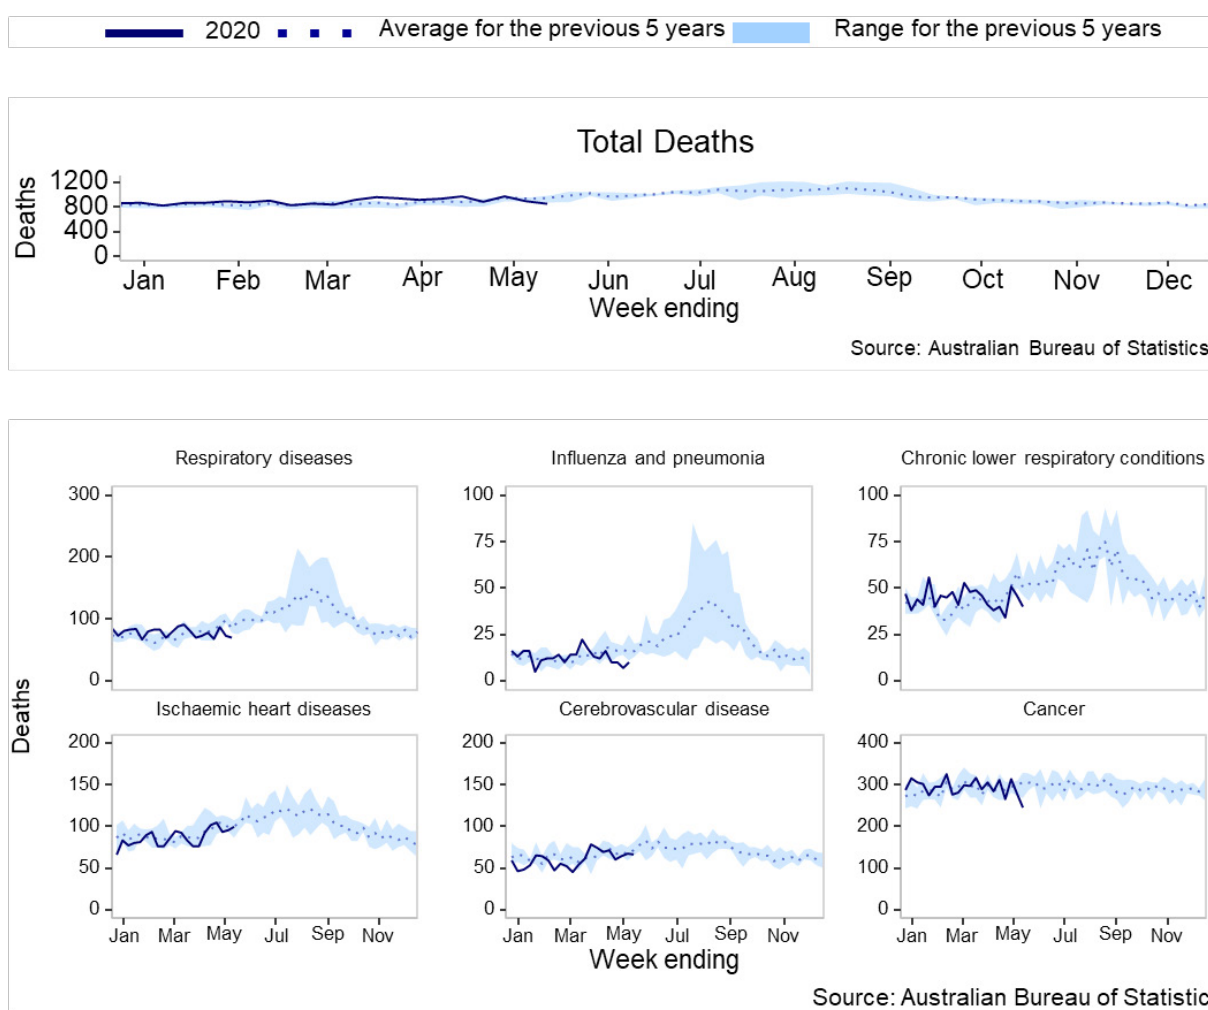 2020 Average for the previous 5 years Range for the previous 5 years
Total Deaths
Deaths
1200
800
400
0
Jan Feb Mar Apr May Jun Jul Aug Sep Oct Nov Dec
Week ending
Source: Australian Bureau of Statistics
Respiratory diseases Influenza and pneumonia Chronic lower respiratory conditions
300 100 100
200 75 75
100 50 50
0 25 25
0 0
Deaths
Ischaemic heart diseases Cerebrovascular disease Cancer
200 200 400
150 150 300
100 100 200
50 50 100
0 0 0
Jan Mar May Jul Sep Nov Jan Mar May Jul Sep Nov Jan Mar May Jul Sep Nov
Week ending
Source: Australian Bureau of Statistic